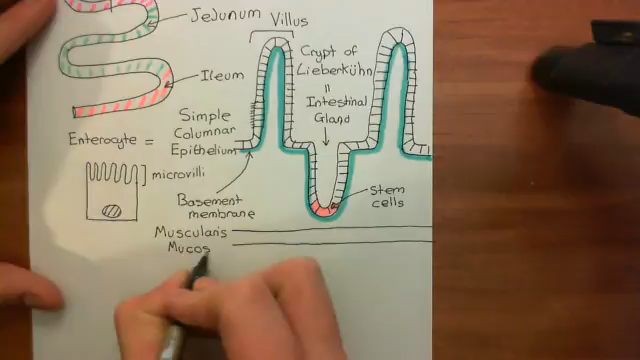 Jejunum
Villus
Ileum
Crypt of
Lieberkühn
=
Intestinal
Gland
Enterocyte =
Simple
Columnar
Epithelium
microvilli
Basement
membrane
Stem
cells
Muscularis
Mucos